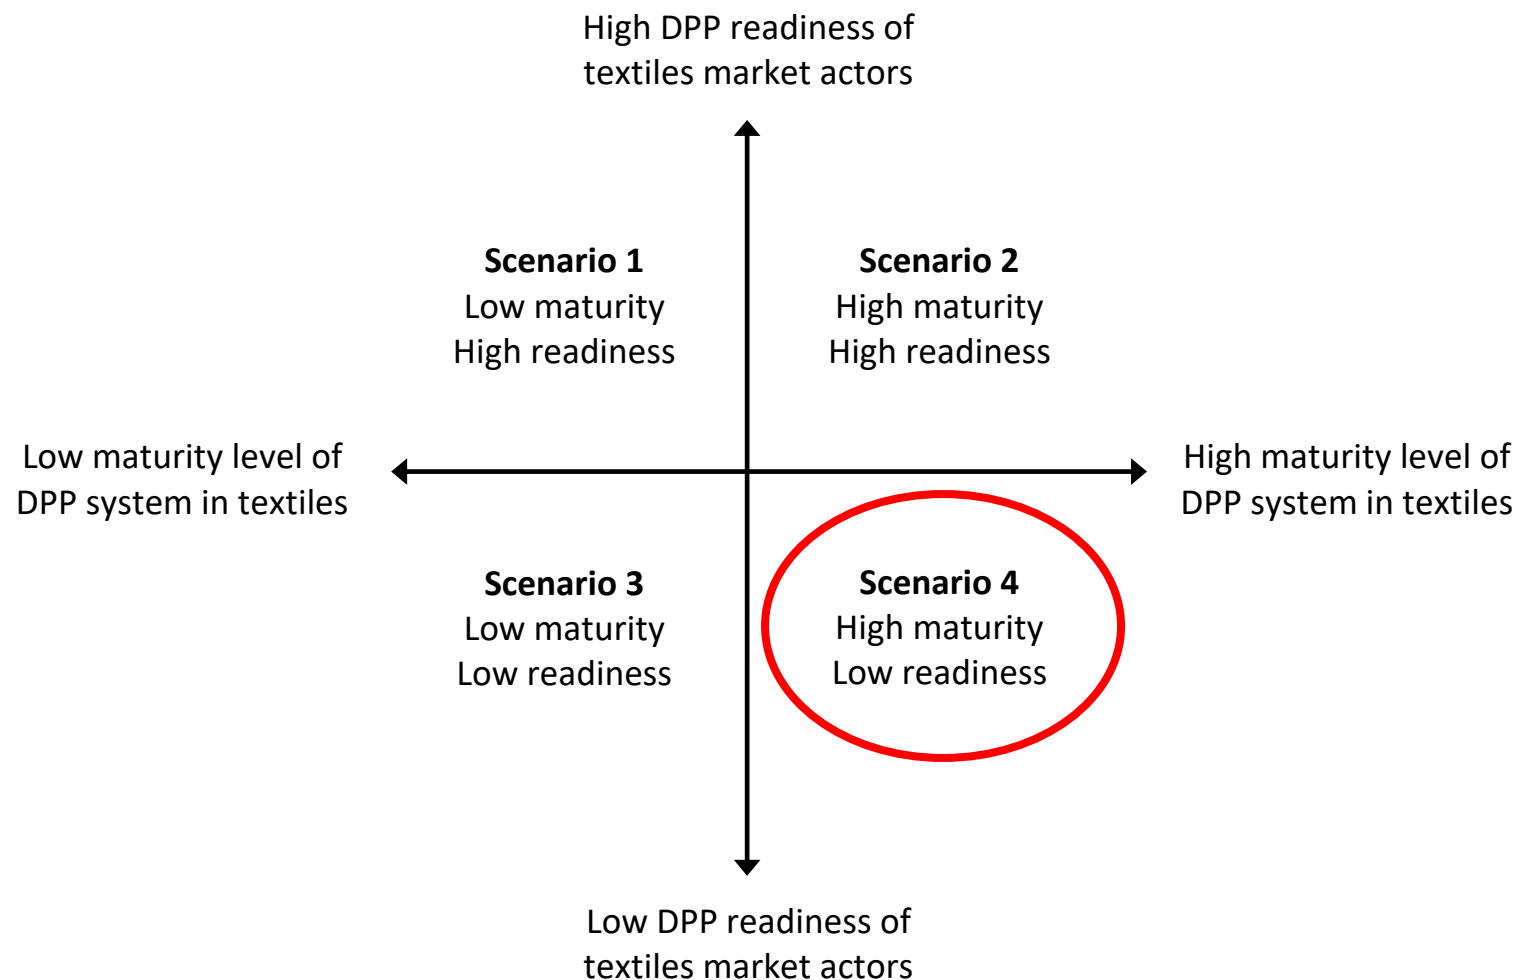 High DPP readiness of
textiles market actors
Scenario 1
Low maturity
High readiness
Scenario 2
High maturity
High readiness
Low maturity level of
DPP system in textiles
High maturity level of
DPP system in textiles
Scenario 3
Low maturity
Low readiness
Scenario 4
High maturity
Low readiness
Low DPP readiness of
textiles market actors